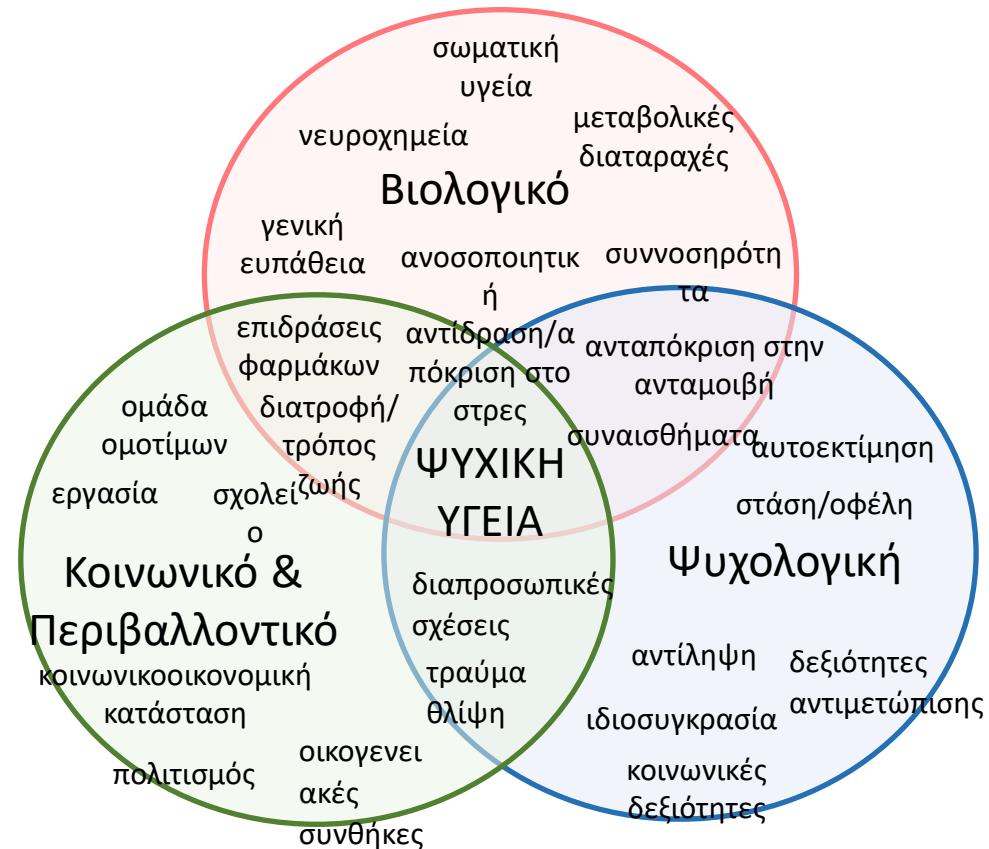 σωματική
υγεία
νευροχημεία
μεταβολικές
διαταραχές
Βιολογικό
γενική
ευπάθεια
ανοσοποιητικ
ή
αντίδραση/α
πόκριση στο
στρες
συννοσηρότη
τα
επιδράσεις
φαρμάκων
διατροφή/
τρόπος
ζωής
ανταπόκριση στην
ανταμοιβή
συναισθήματα
ομάδα
ομοτίμων
εργασία
σχολεί
ο
ΨΥΧΙΚΗ
ΥΓΕΙΑ
αυτοεκτίμηση
στάση/οφέλη
Ψυχολογική
Κοινωνικό &
Περιβαλλοντικό
κοινωνικοοικονομική
κατάσταση
πολιτισμός
οικογενει
ακές
συνθήκες
διαπροσωπικές
σχέσεις
τραύμα
θλίψη
αντίληψη
δεξιότητες
αντιμετώπισης
ιδιοσυγκρασία
κοινωνικές
δεξιότητες